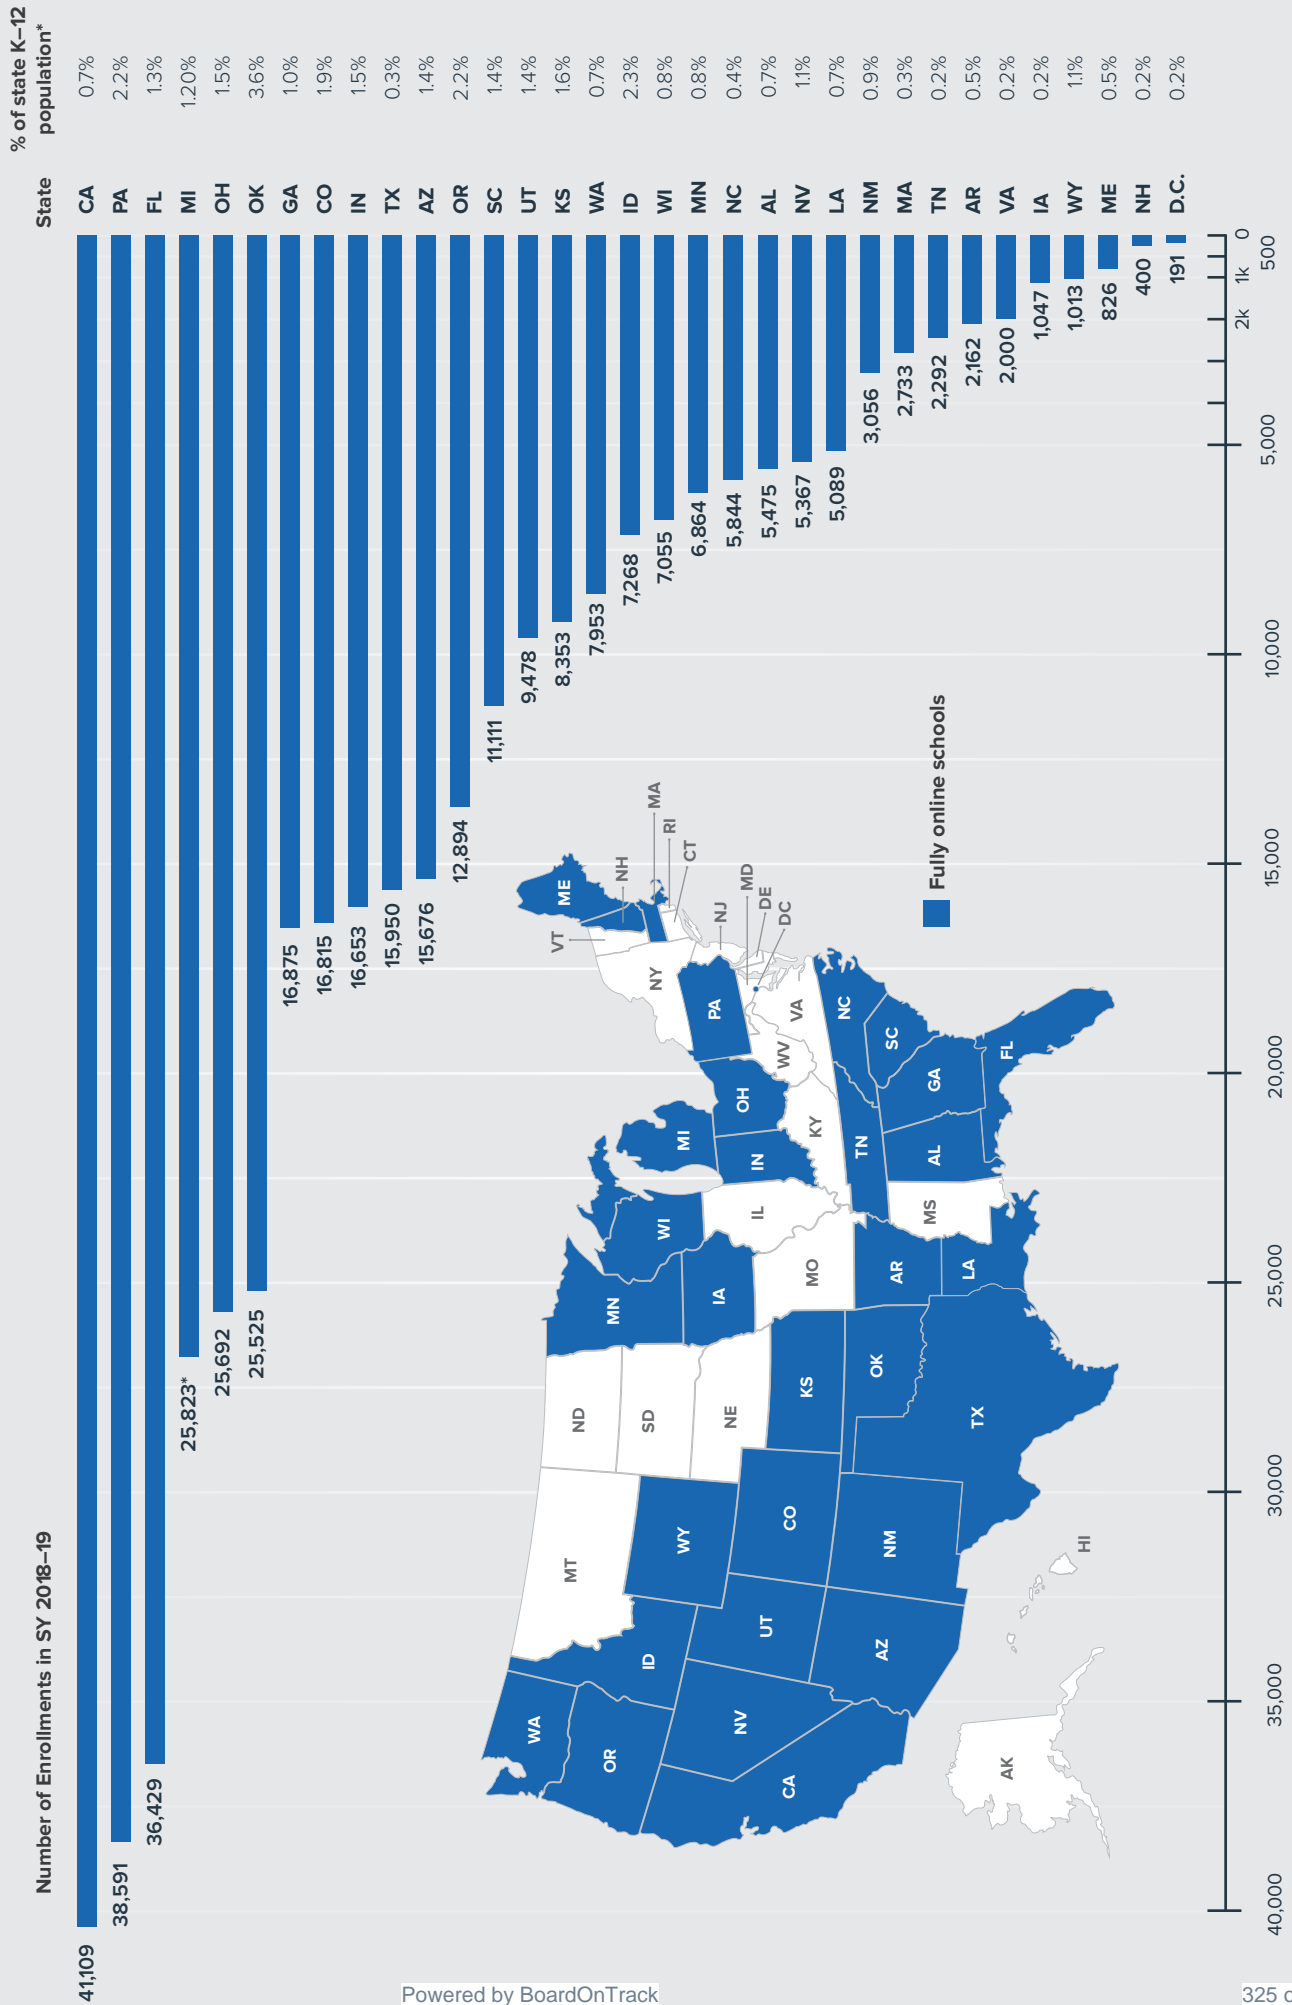 Number of Enrollments in SY 2018–19
State
% of state K–12 population*
41,109 CA 0.7%
38,591 PA 2.2%
36,429 FL 1.3%
25,823* MI 1.20%
25,692 OH 1.5%
25,525 OK 3.6%
16,875 GA 1.0%
16,815 CO 1.9%
16,653 IN 1.5%
15,950 TX 0.3%
15,676 AZ 1.4%
12,894 OR 2.2%
11,111 SC 1.4%
9,478 UT 1.4%
8,353 KS 1.6%
7,953 WA 0.7%
7,268 ID 2.3%
7,055 WI 0.8%
6,864 MN 0.8%
5,844 NC 0.4%
5,475 AL 0.7%
5,367 NV 1.1%
5,089 LA 0.7%
3,056 NM 0.9%
2,733 MA 0.3%
2,292 TN 0.2%
2,162 AR 0.5%
2,000 VA 0.2%
1,047 IA 0.2%
1,013 WY 1.1%
826 ME 0.5%
400 NH 0.2%
191 D.C. 0.2%
40,000 35,000 30,000 25,000 20,000 15,000 10,000 5,000 2k 1k 500 0
Fully online schools
WA
OR
CA
NV
ID
MT
WY
UT
AZ
CO
NM
ND
SD
NE
KS
OK
TX
MN
IA
MO
AR
LA
WI
IL
MS
MI
IN
OH
KY
TN
AL
GA
FL
SC
NC
VA
WV
PA
NY
VT
NH
ME
MA
RI
CT
NJ
MD
DE
DC
AK
HI
Powered by BoardOnTrack
325 o